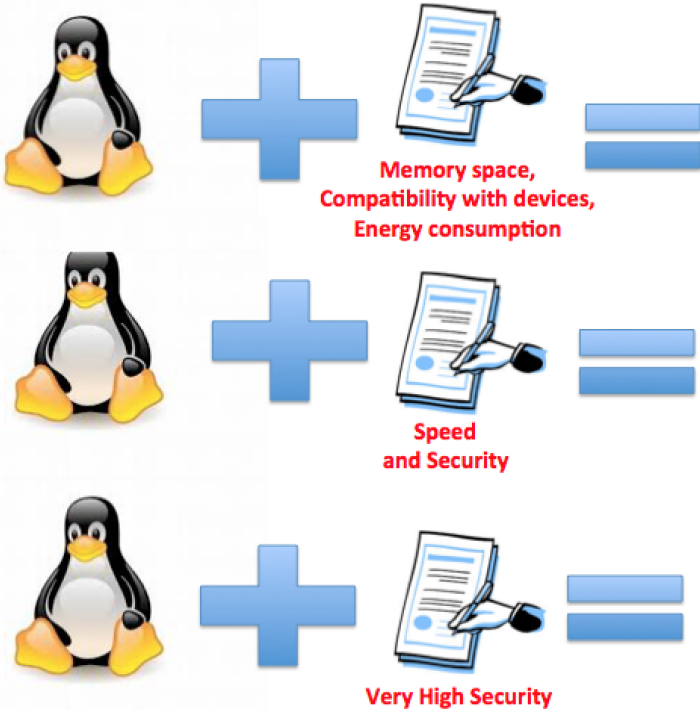 Memory space,
Compatibility with devices,
Energy consumption
Speed
and Security
Very High Security